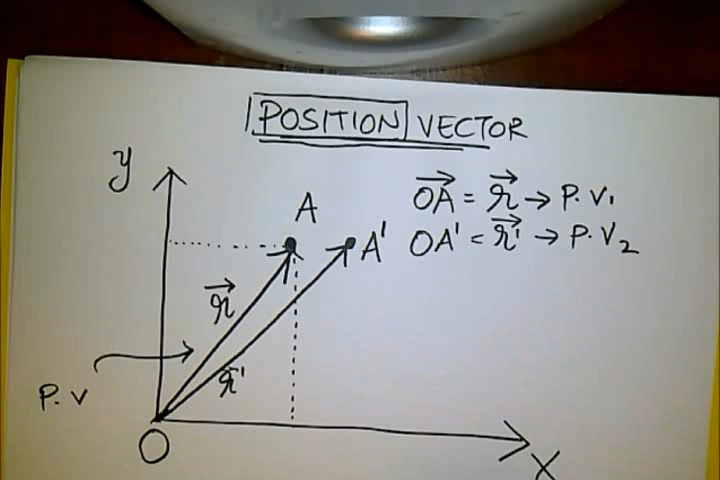 POSITION VECTOR
y
A
OA = r → P.V₁
A'
OA' = r' → P.V₂
r
r'
P.V
O
X